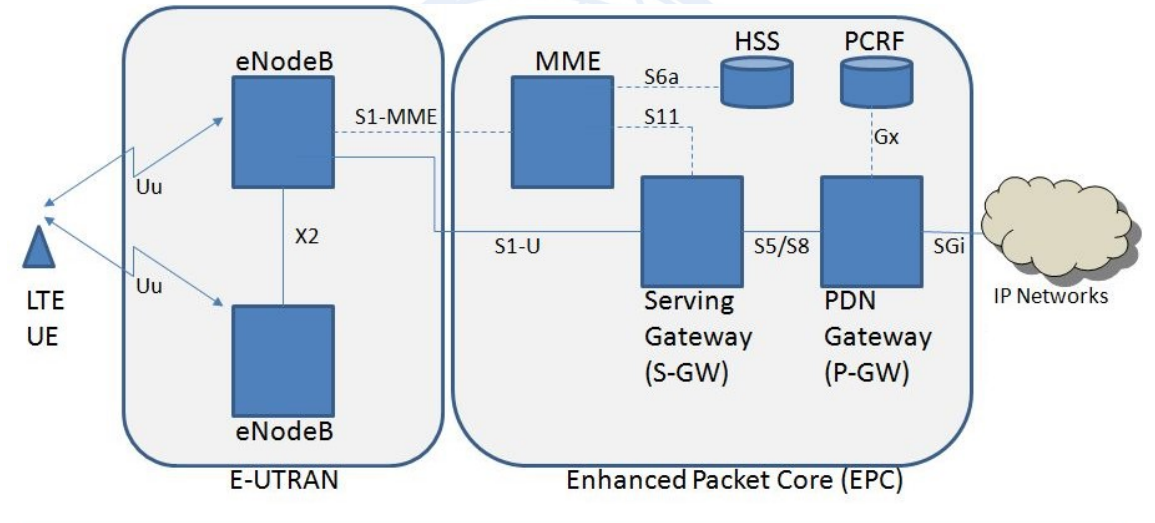 eNodeB
MME
HSS
PCRF
S6a
S1-MME
S11
Gx
Uu
X2
S1-U
S5/S8
SGi
Uu
LTE
UE
Serving
Gateway
(S-GW)
PDN
Gateway
(P-GW)
IP Networks
eNodeB
E-UTRAN
Enhanced Packet Core (EPC)